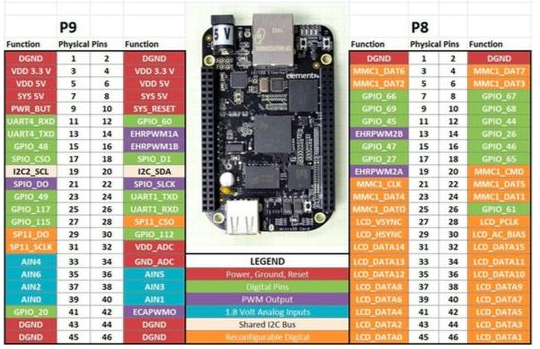 P9
P8
Function Physical Pins Function
Function Physical Pins Function
DGND 1 2 DGND
VDD 3.3 V 3 4 VDD 3.3 V
VDD 5V 5 6 VDD 5V
SYS 5V 7 8 SYS 5V
PWR_BUT 9 10 SYS_RESET
UART4_RXD 11 12 GPIO_60
UART4_TXD 13 14 EHRPWM1A
GPIO_48 15 16 EHRPWM1B
SPIO_CSO 17 18 SPIO_D1
I2C2_SCL 19 20 I2C_SDA
SPIO_DO 21 22 SPIO_SLCK
GPIO_49 23 24 UART1_TXD
GPIO_117 25 26 UART1_RXD
GPIO_115 27 28 SP11_CSO
SP11_DO 29 30 GPIO_112
SP11_SCLK 31 32 VDD_ADC
AIN4 33 34 GND_ADC
AIN6 35 36 AIN5
AIN2 37 38 AIN3
AIN0 39 40 AIN1
GPIO_20 41 42 ECAPWMO
DGND 43 44 DGND
DGND 45 46 DGND
5 V
element14
LEGEND
Power, Ground, Reset
Digital Pins
PWM Output
1.8 Volt Analog Inputs
Shared I2C Bus
Reconfigurable Digital
DGND 1 2 DGND
MMC1_DAT6 3 4 MMC1_DAT7
MMC1_DAT2 5 6 MMC1_DAT3
GPIO_66 7 8 GPIO_67
GPIO_69 9 10 GPIO_68
GPIO_45 11 12 GPIO_44
EHRPWM2B 13 14 GPIO_26
GPIO_47 15 16 GPIO_46
GPIO_27 17 18 GPIO_65
EHRPWM2A 19 20 MMC1_CMD
MMC1_CLK 21 22 MMC1_DAT5
MMC1_DAT4 23 24 MMC1_DAT1
MMC1_DAT0 25 26 GPIO_61
LCD_VSYNC 27 28 LCD_PCLK
LCD_HSYNC 29 30 LCD_AC_BIAS
LCD_DATA14 31 32 LCD_DATA15
LCD_DATA13 33 34 LCD_DATA11
LCD_DATA12 35 36 LCD_DATA10
LCD_DATA8 37 38 LCD_DATA9
LCD_DATA6 39 40 LCD_DATA7
LCD_DATA4 41 42 LCD_DATA5
LCD_DATA2 43 44 LCD_DATA3
LCD_DATA0 45 46 LCD_DATA1